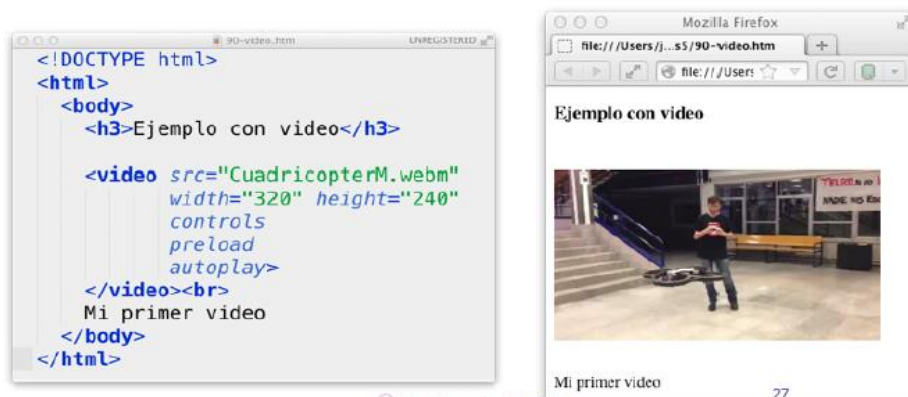 90-video.htm
UNREGISTERED
<!DOCTYPE html>
<html>
<body>
<h3>Ejemplo con video</h3>
<video src="CuadricopterM.webm"
width="320" height="240"
controls
preload
autoplay>
</video><br>
Mi primer video
</body>
</html>
Mozilla Firefox
file:///Users/j...s5/90-video.htm
file:///Users
Ejemplo con video
Mi primer video
27